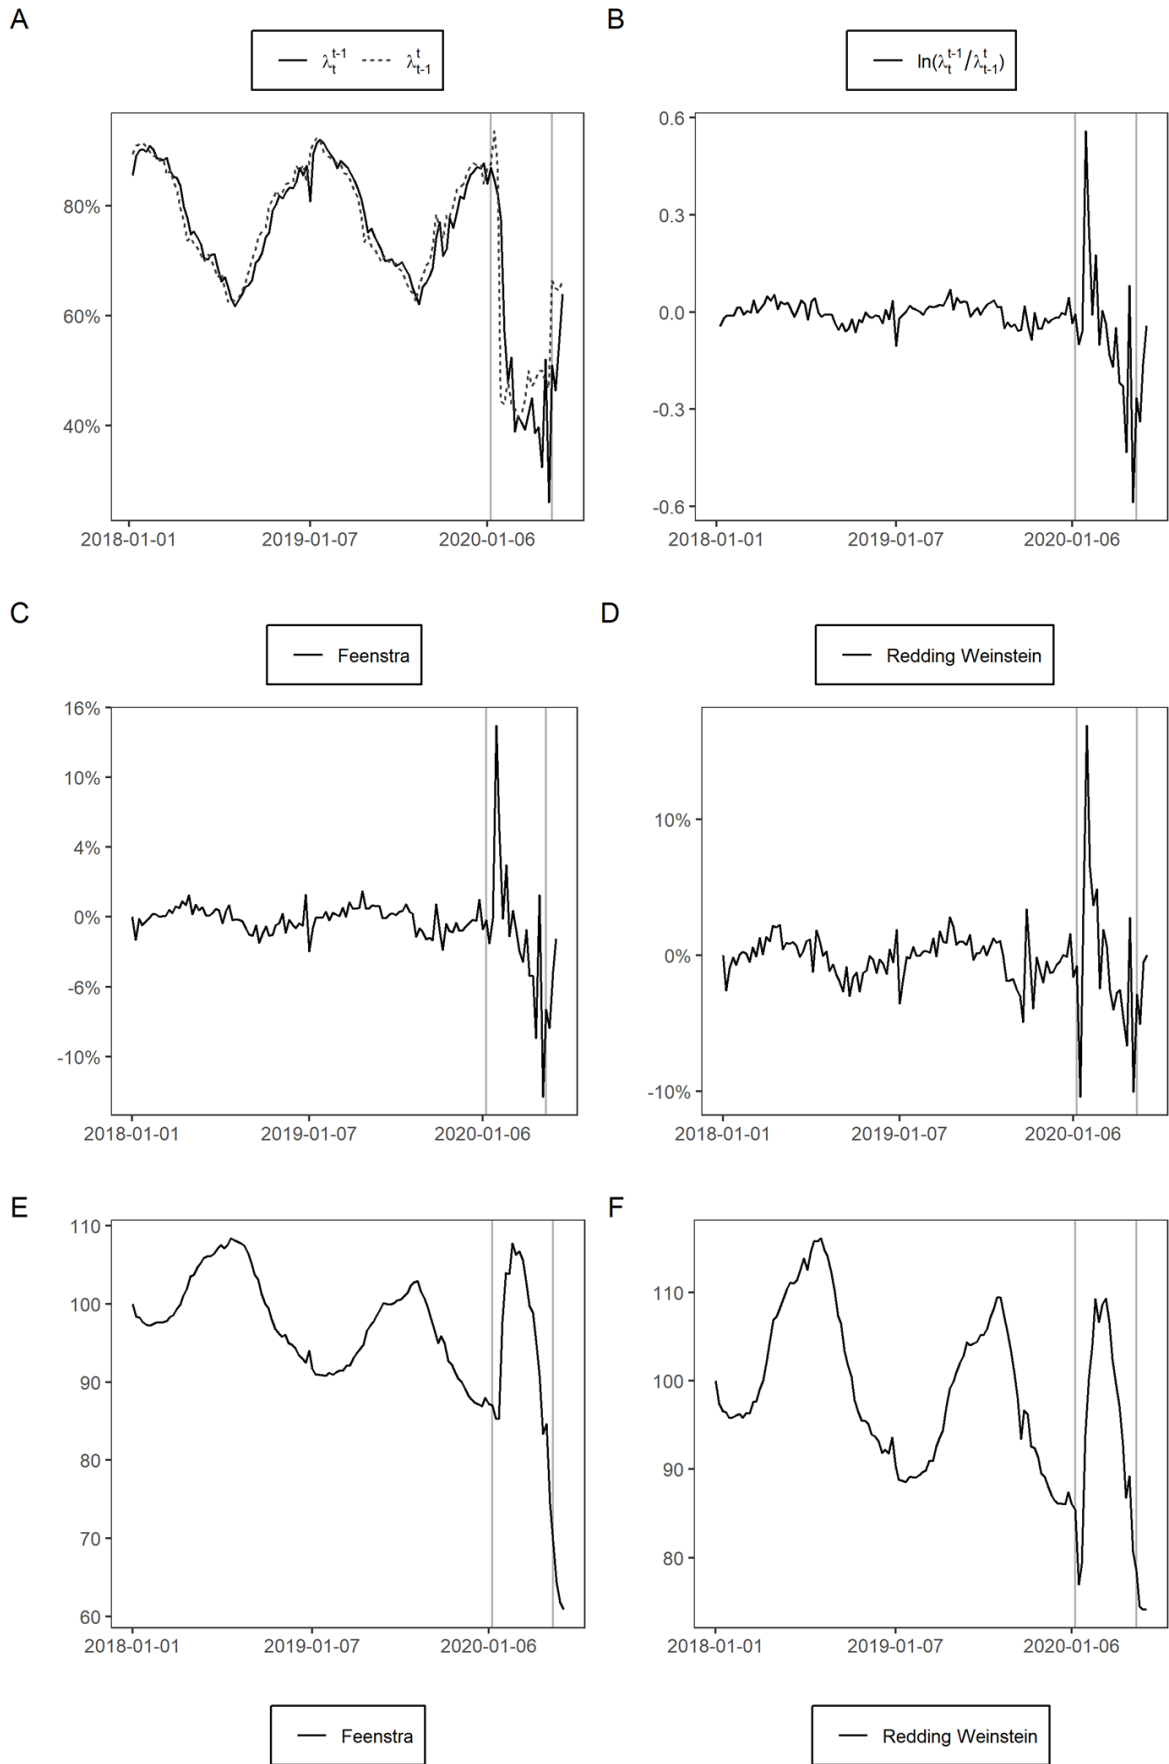 A
B
λ_t^{t-1} λ_{t-1}^t
ln(λ_t^{t-1}/λ_{t-1}^t)
80%
60%
40%
2018-01-01 2019-01-07 2020-01-06
0.6
0.3
0.0
-0.3
-0.6
2018-01-01 2019-01-07 2020-01-06
C
D
Feenstra
Redding Weinstein
16%
10%
4%
0%
-6%
-10%
2018-01-01 2019-01-07 2020-01-06
10%
0%
-10%
2018-01-01 2019-01-07 2020-01-06
E
F
110
100
90
80
70
60
2018-01-01 2019-01-07 2020-01-06
110
100
90
80
2018-01-01 2019-01-07 2020-01-06
Feenstra
Redding Weinstein